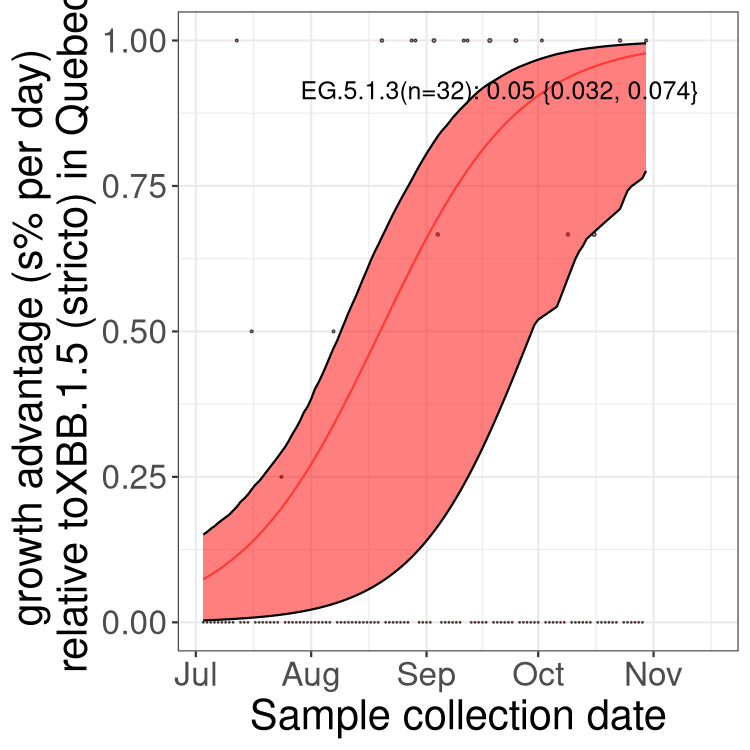 growth advantage (s% per day)
relative toXBB.1.5 (stricto) in Quebec
1.00
0.75
0.50
0.25
0.00
EG.5.1.3(n=32): 0.05 {0.032, 0.074}
Jul Aug Sep Oct Nov
Sample collection date